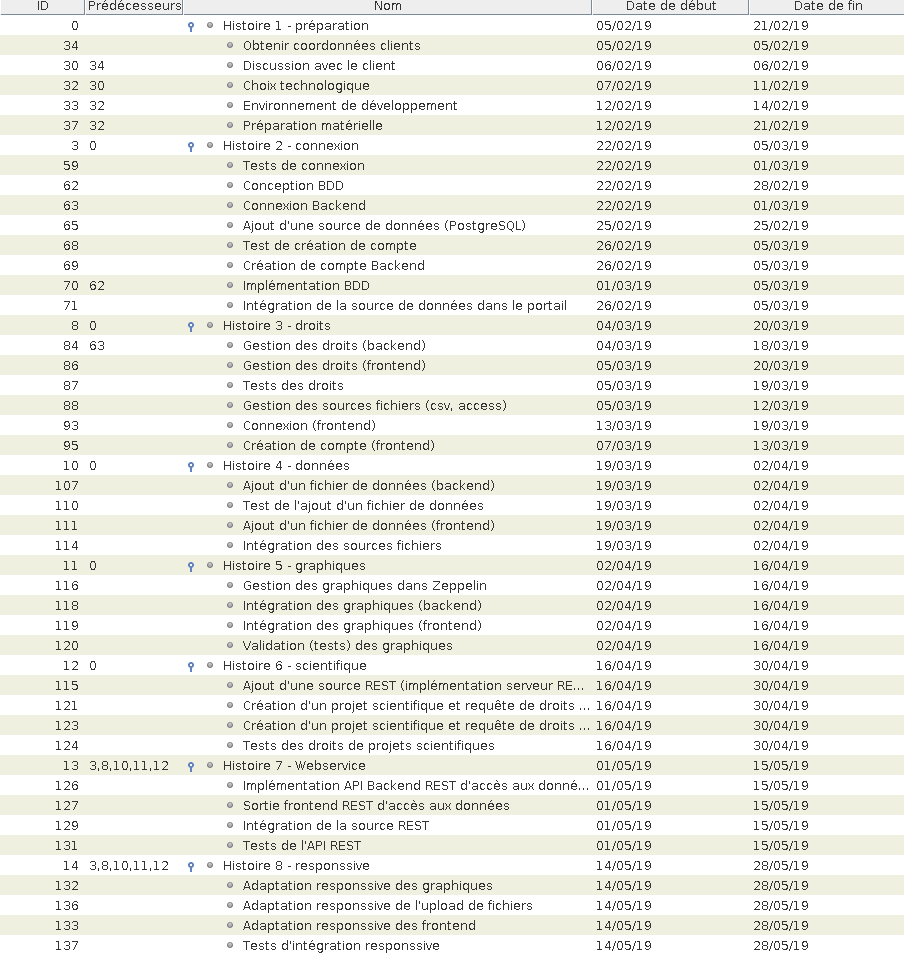 ID Prédécesseurs Nom Date de début Date de fin
0 Histoire 1 - préparation 05/02/19 21/02/19
34 Obtenir coordonnées clients 05/02/19 05/02/19
30 34 Discussion avec le client 06/02/19 06/02/19
32 30 Choix technologique 07/02/19 11/02/19
33 32 Environnement de développement 12/02/19 14/02/19
37 32 Préparation matérielle 12/02/19 21/02/19
3 0 Histoire 2 - connexion 22/02/19 05/03/19
59 Tests de connexion 22/02/19 01/03/19
62 Conception BDD 22/02/19 28/02/19
63 Connexion Backend 22/02/19 01/03/19
65 Ajout d'une source de données (PostgreSQL) 25/02/19 25/02/19
68 Test de création de compte 26/02/19 05/03/19
69 Création de compte Backend 26/02/19 05/03/19
70 62 Implémentation BDD 01/03/19 05/03/19
71 Intégration de la source de données dans le portail 26/02/19 05/03/19
8 0 Histoire 3 - droits 04/03/19 20/03/19
84 63 Gestion des droits (backend) 04/03/19 18/03/19
86 Gestion des droits (frontend) 05/03/19 20/03/19
87 Tests des droits 05/03/19 19/03/19
88 Gestion des sources fichiers (csv, access) 05/03/19 12/03/19
93 Connexion (frontend) 13/03/19 19/03/19
95 Création de compte (frontend) 07/03/19 13/03/19
10 0 Histoire 4 - données 19/03/19 02/04/19
107 Ajout d'un fichier de données (backend) 19/03/19 02/04/19
110 Test de l'ajout d'un fichier de données 19/03/19 02/04/19
111 Ajout d'un fichier de données (frontend) 19/03/19 02/04/19
114 Intégration des sources fichiers 19/03/19 02/04/19
11 0 Histoire 5 - graphiques 02/04/19 16/04/19
116 Gestion des graphiques dans Zeppelin 02/04/19 16/04/19
118 Intégration des graphiques (backend) 02/04/19 16/04/19
119 Intégration des graphiques (frontend) 02/04/19 16/04/19
120 Validation (tests) des graphiques 02/04/19 16/04/19
12 0 Histoire 6 - scientifique 16/04/19 30/04/19
115 Ajout d'une source REST (implémentation serveur RE... 16/04/19 30/04/19
121 Création d'un projet scientifique et requête de droits ... 16/04/19 30/04/19
123 Création d'un projet scientifique et requête de droits ... 16/04/19 30/04/19
124 Tests des droits de projets scientifiques 16/04/19 30/04/19
13 3,8,10,11,12 Histoire 7 - Webservice 01/05/19 15/05/19
126 Implémentation API Backend REST d'accès aux donné... 01/05/19 15/05/19
127 Sortie frontend REST d'accès aux données 01/05/19 15/05/19
129 Intégration de la source REST 01/05/19 15/05/19
131 Tests de l'API REST 01/05/19 15/05/19
14 3,8,10,11,12 Histoire 8 - responssive 14/05/19 28/05/19
132 Adaptation responssive des graphiques 14/05/19 28/05/19
136 Adaptation responssive de l'upload de fichiers 14/05/19 28/05/19
133 Adaptation responssive des frontend 14/05/19 28/05/19
137 Tests d'intégration responssive 14/05/19 28/05/19